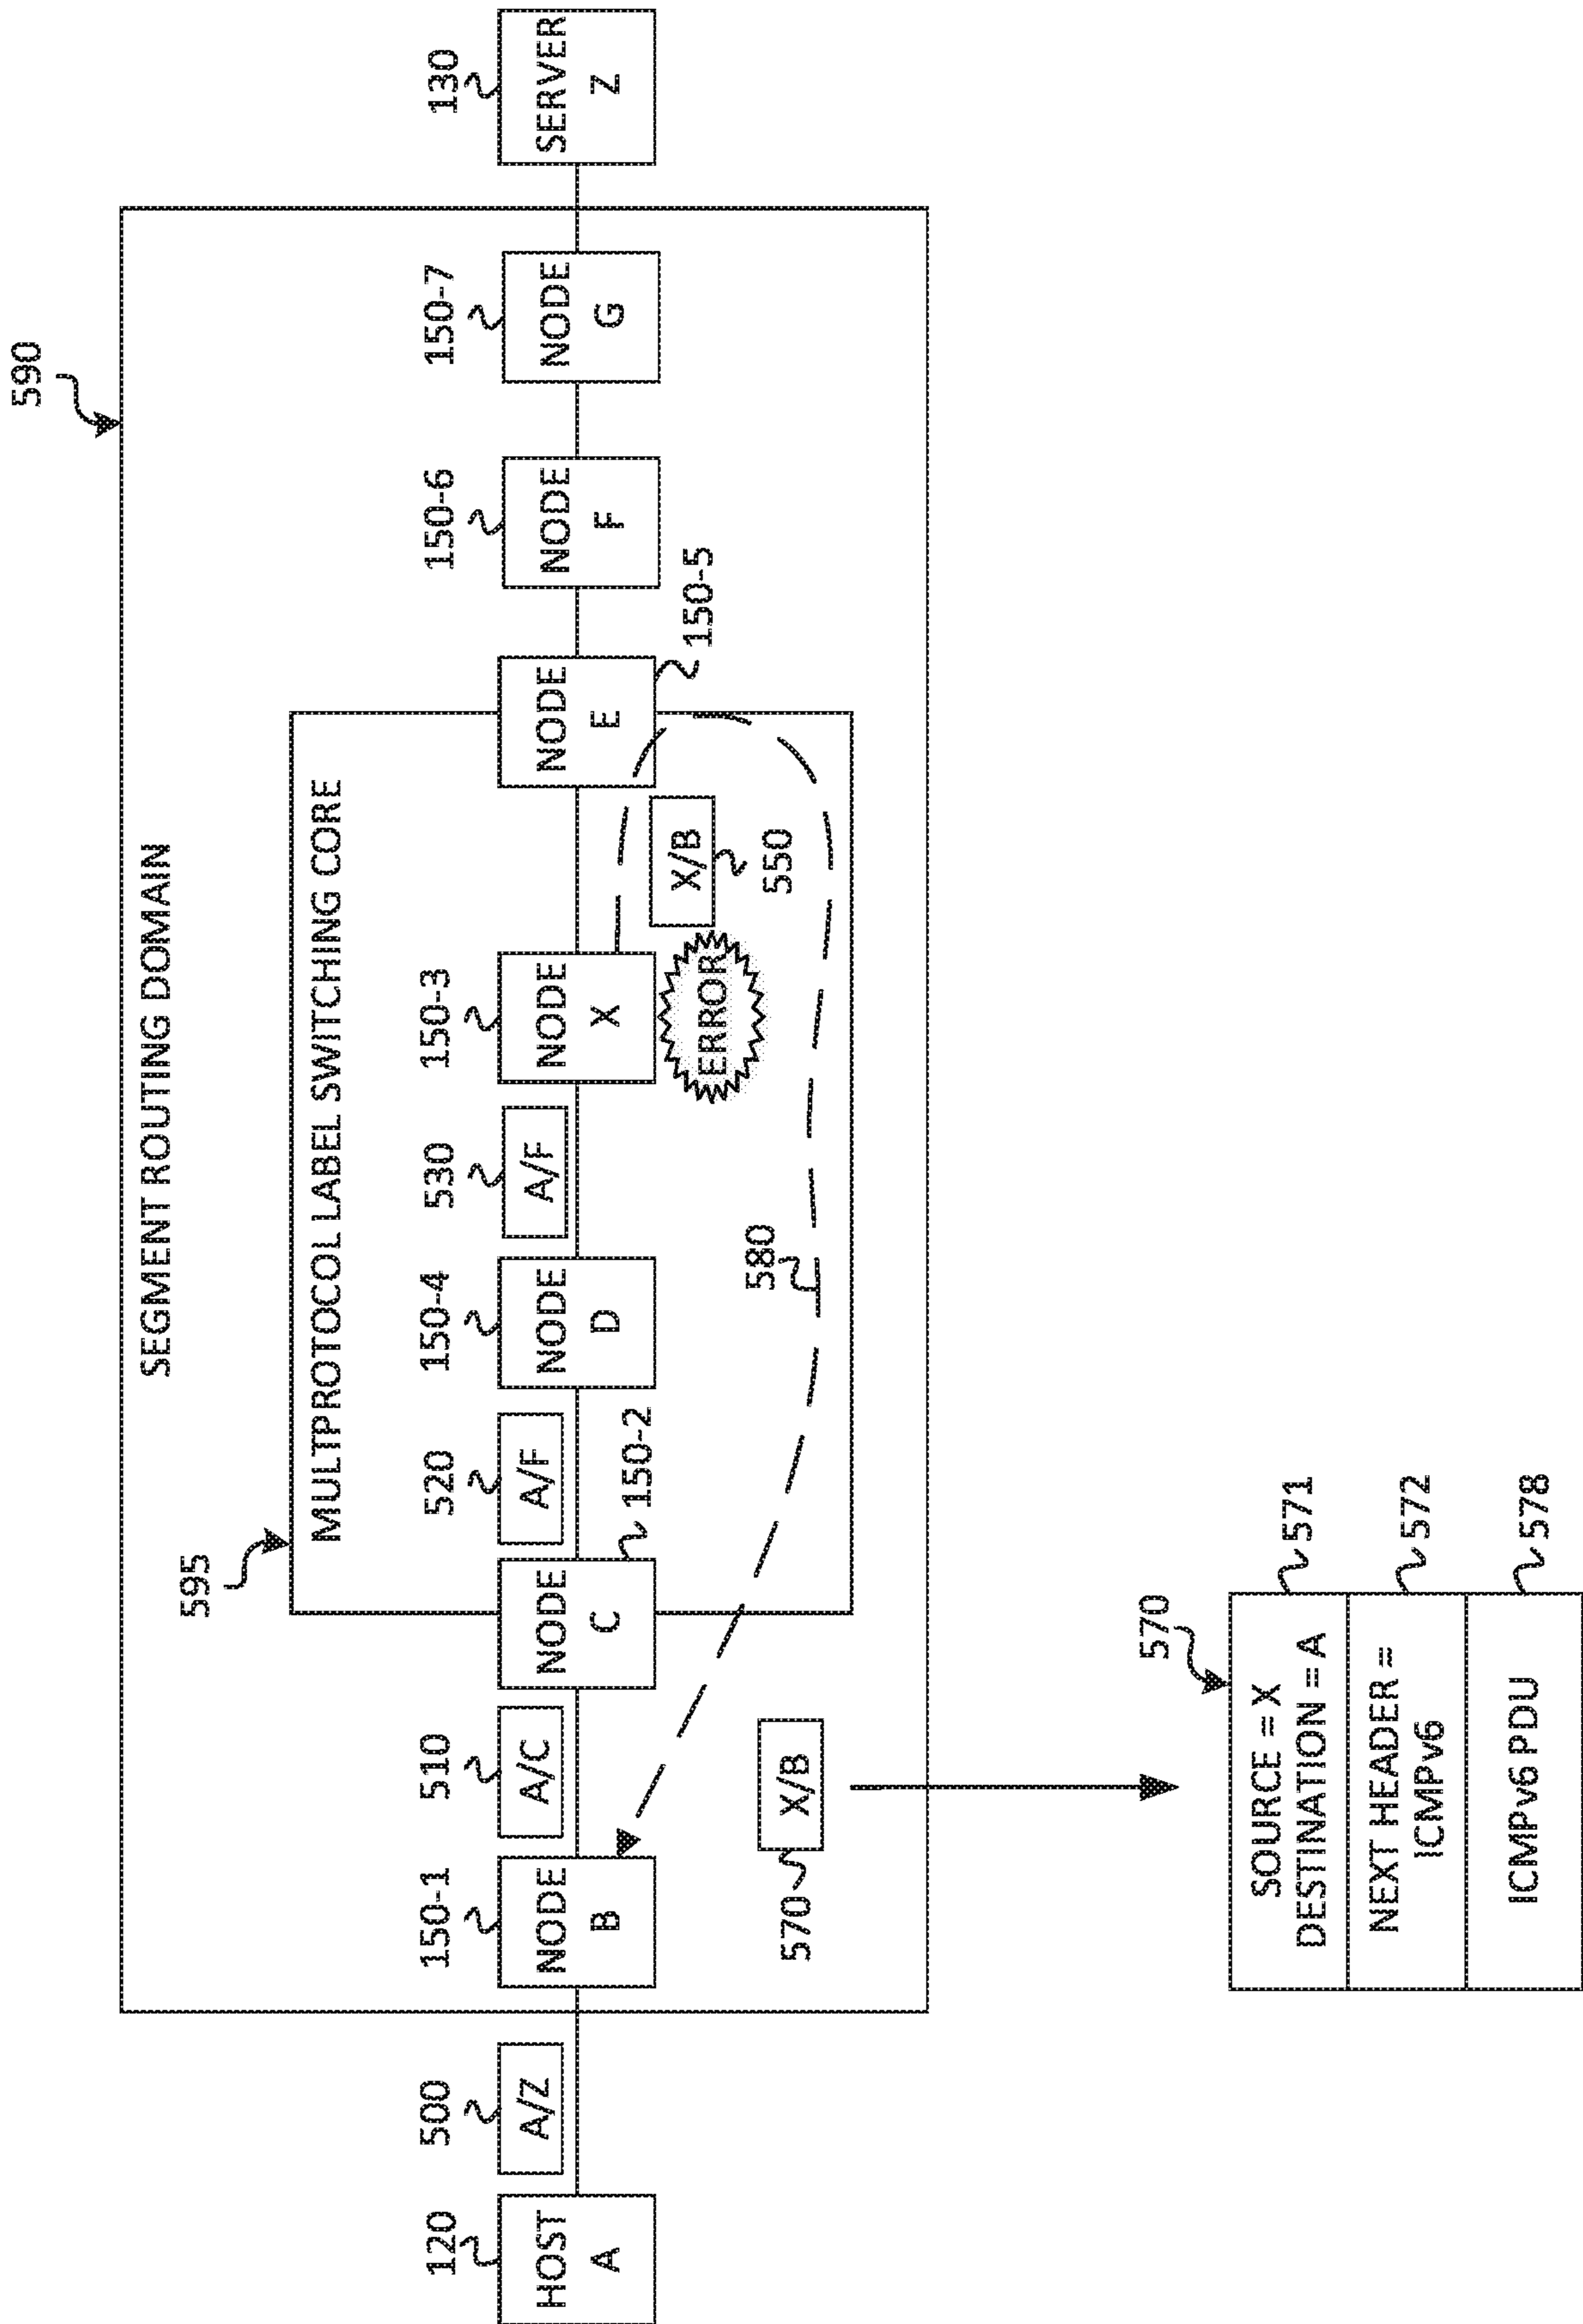 590
SEGMENT ROUTING DOMAIN
595
MULTPROTOCOL LABEL SWITCHING CORE
120
500
150-1
510
520
150-4
530
150-3
150-6
150-7
130
HOST
A
A/Z
NODE
B
A/C
NODE
C
A/F
NODE
D
A/F
NODE
X
NODE
E
NODE
F
NODE
G
SERVER
Z
150-2
150-5
ERROR
X/B
550
580
570
X/B
570
SOURCE = X
DESTINATION = A
571
NEXT HEADER =
ICMPv6
572
ICMPv6 PDU
578